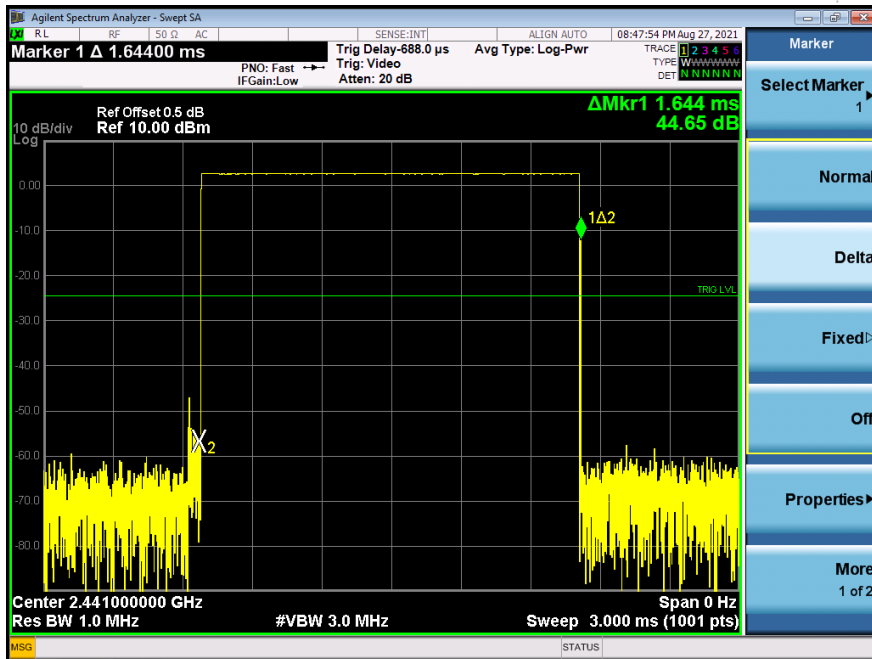 Agilent Spectrum Analyzer - Swept SA
LXI RL RF 50 Ω AC SENSE:INT ALIGN AUTO 08:47:54 PM Aug 27, 2021
Marker 1 Δ 1.64400 ms
PNO: Fast
IFGain:Low
Trig Delay-688.0 µs
Trig: Video
Atten: 20 dB
Avg Type: Log-Pwr
TRACE 1 2 3 4 5 6
TYPE WWWWWW
DET N N N N N N
Marker
Select Marker
1
Normal
Delta
Fixed
Off
Properties
More
1 of 2
ΔMkr1 1.644 ms
44.65 dB
Ref Offset 0.5 dB
10 dB/div Ref 10.00 dBm
Log
0.00
-10.0
-20.0
-30.0
-40.0
-50.0
-60.0
-70.0
-80.0
1Δ2
TRIG LVL
X2
Center 2.441000000 GHz Span 0 Hz
Res BW 1.0 MHz #VBW 3.0 MHz Sweep 3.000 ms (1001 pts)
MSG STATUS